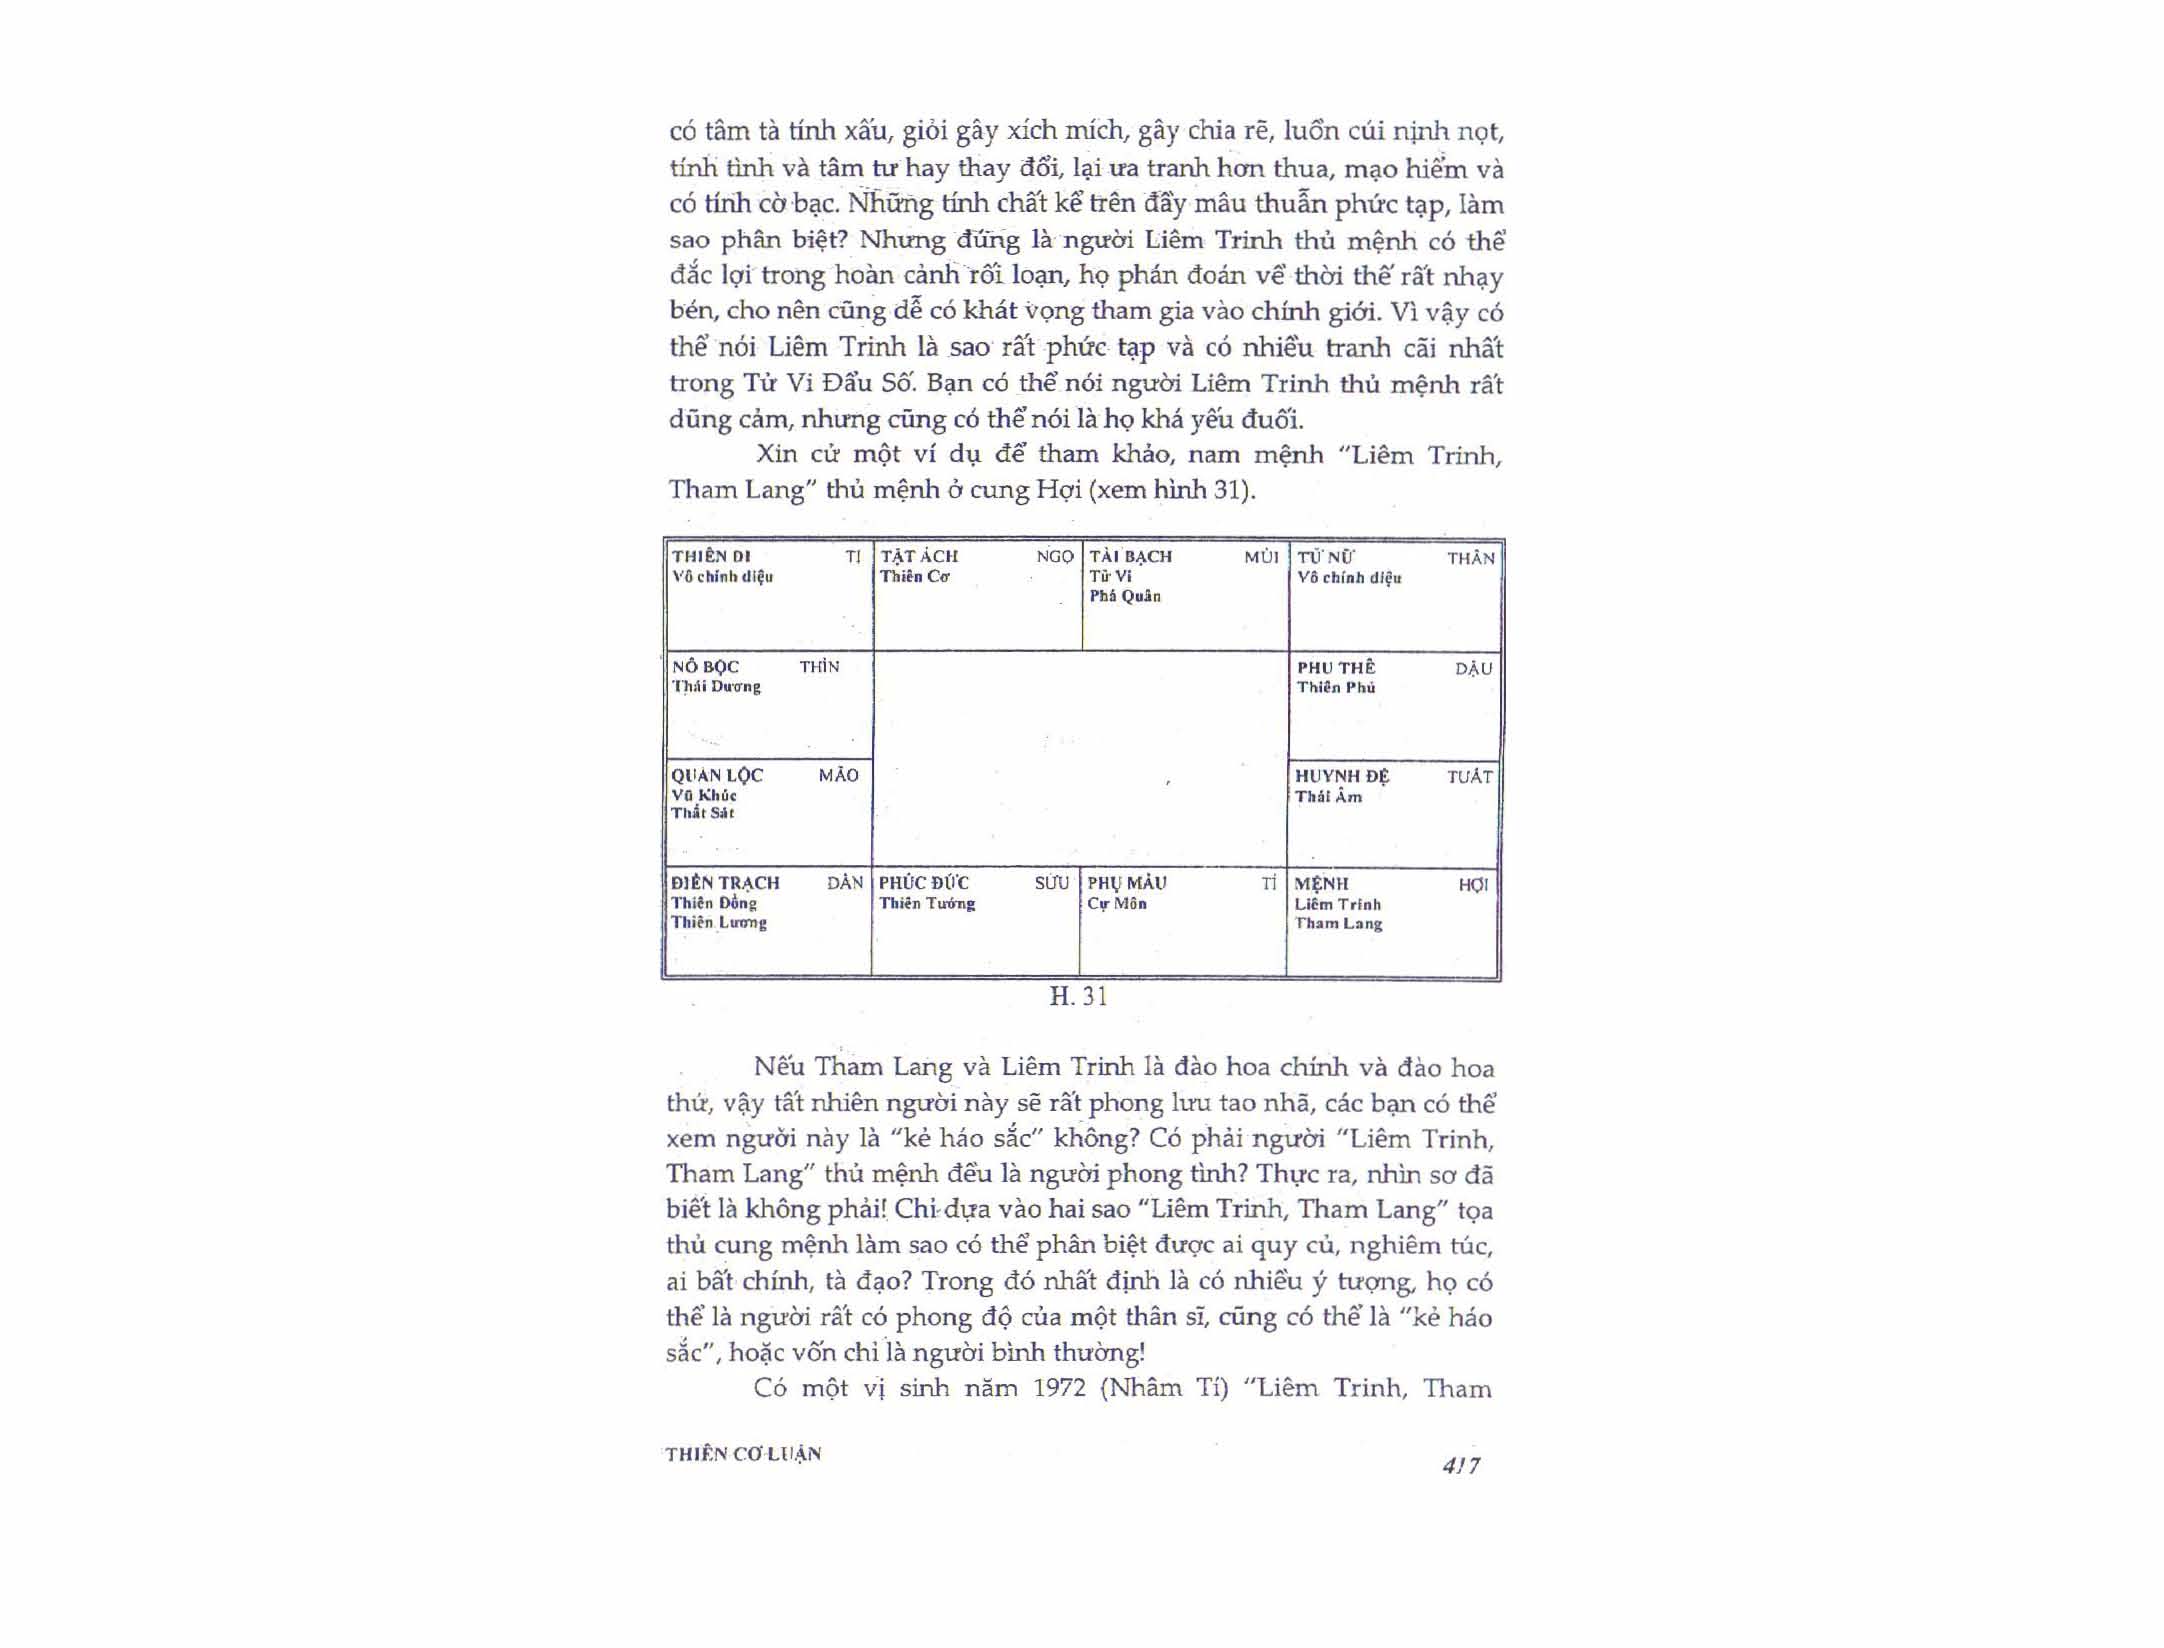 có tâm tà tính xấu, giỏi gây xích mích, gây chia rẽ, luồn cúi nịnh nọt,
tính tình và tâm tư hay thay đổi, lại ưa tranh hơn thua, mạo hiểm và
có tính cờ bạc. Những tính chất kể trên đầy mâu thuẫn phức tạp, làm
sao phân biệt? Nhưng đứng là người Liêm Trinh thủ mệnh có thể
đắc lợi trong hoàn cảnh rối loạn, họ phán đoán về thời thế rất nhạy
bén, cho nên cũng dễ có khát vọng tham gia vào chính giới. Vì vậy có
thể nói Liêm Trinh là sao rất phức tạp và có nhiều tranh cãi nhất
trong Tử Vi Đẩu Số. Bạn có thể nói người Liêm Trinh thủ mệnh rất
dũng cảm, nhưng cũng có thể nói là họ khá yếu đuối.
Xin cử một ví dụ để tham khảo, nam mệnh "Liêm Trinh,
Tham Lang" thủ mệnh ở cung Hợi (xem hình 31).
THIÊN DI TỊ TẬT ÁCH NGỌ TÀI BẠCH MÙI TỬ NỮ THÂN
Vô chính diệu Thiên Cơ Tử Vi Vô chính diệu
Phá Quân
NÔ BỘC THÌN PHU THÊ DẬU
Thái Dương Thiên Phủ
QUAN LỘC MÃO HUYNH ĐỆ TUẤT
Vũ Khúc Thái Âm
Thất Sát
ĐIỀN TRẠCH DẦN PHÚC ĐỨC SỬU PHỤ MẪU TÍ MỆNH HỢI
Thiên Đồng Thiên Tướng Cự Môn Liêm Trinh
Thiên Lương Tham Lang
H. 31
Nếu Tham Lang và Liêm Trinh là đào hoa chính và đào hoa
thứ, vậy tất nhiên người này sẽ rất phong lưu tao nhã, các bạn có thể
xem người này là "kẻ háo sắc" không? Có phải người "Liêm Trinh,
Tham Lang" thủ mệnh đều là người phong tình? Thực ra, nhìn sơ đã
biết là không phải! Chỉ dựa vào hai sao "Liêm Trinh, Tham Lang" tọa
thủ cung mệnh làm sao có thể phân biệt được ai quy củ, nghiêm túc,
ai bất chính, tà đạo? Trong đó nhất định là có nhiều ý tượng, họ có
thể là người rất có phong độ của một thân sĩ, cũng có thể là "kẻ háo
sắc", hoặc vốn chỉ là người bình thường!
Có một vị sinh năm 1972 (Nhâm Tí) "Liêm Trinh, Tham
THIÊN CƠ LUẬN 417